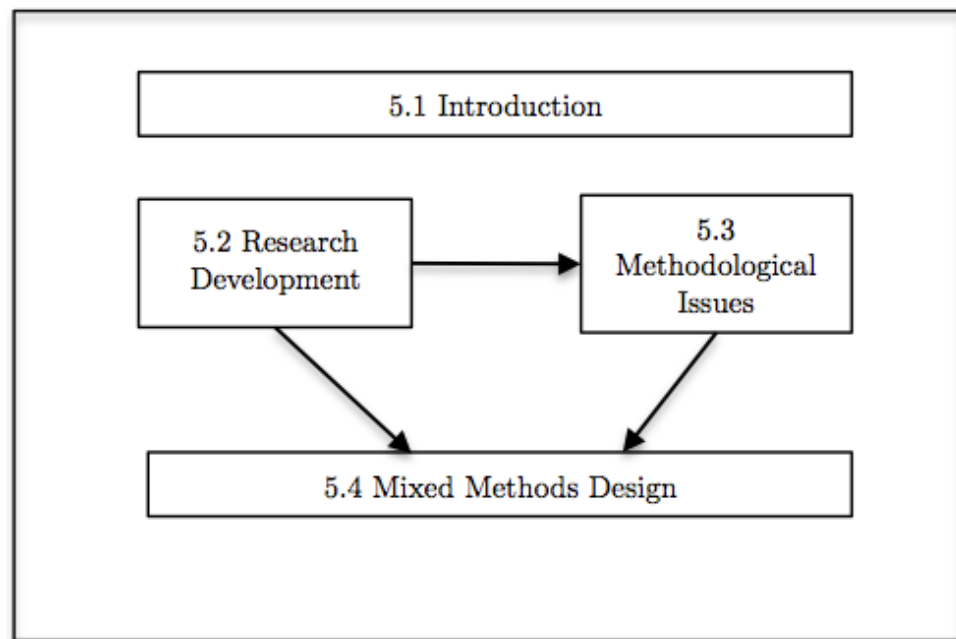 5.1 Introduction
5.2 Research
Development
5.3
Methodological
Issues
5.4 Mixed Methods Design